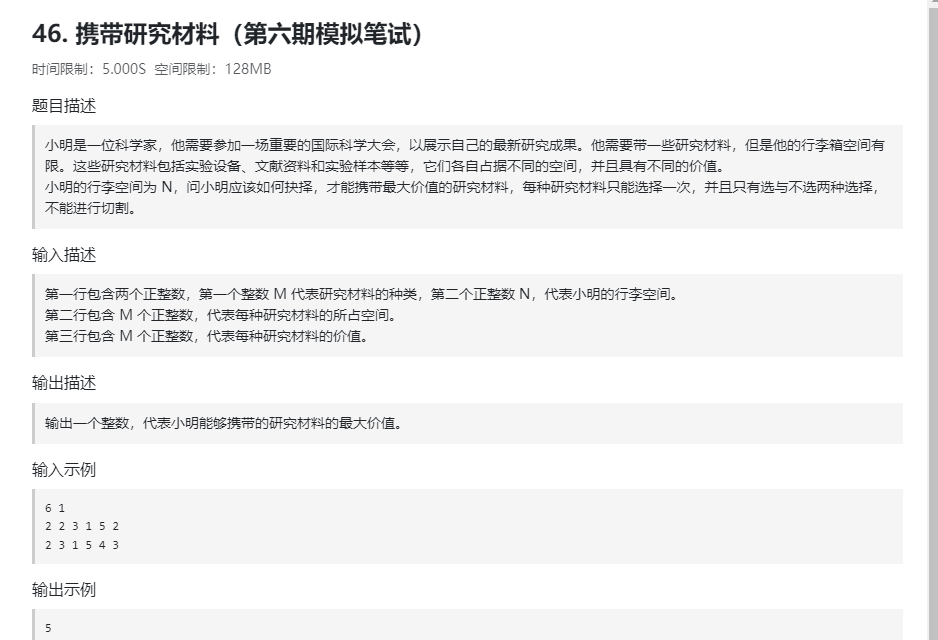 46. 携带研究材料（第六期模拟笔试）
时间限制：5.000S 空间限制：128MB
题目描述
小明是一位科学家，他需要参加一场重要的国际科学大会，以展示自己的最新研究成果。他需要带一些研究材料，但是他的行李箱空间有
限。这些研究材料包括实验设备、文献资料和实验样本等等，它们各自占据不同的空间，并且具有不同的价值。
小明的行李空间为 N，问小明应该如何抉择，才能携带最大价值的研究材料，每种研究材料只能选择一次，并且只有选与不选两种选择，
不能进行切割。
输入描述
第一行包含两个正整数，第一个整数 M 代表研究材料的种类，第二个正整数 N，代表小明的行李空间。
第二行包含 M 个正整数，代表每种研究材料的所占空间。
第三行包含 M 个正整数，代表每种研究材料的价值。
输出描述
输出一个整数，代表小明能够携带的研究材料的最大价值。
输入示例
6 1
2 2 3 1 5 2
2 3 1 5 4 3
输出示例
5